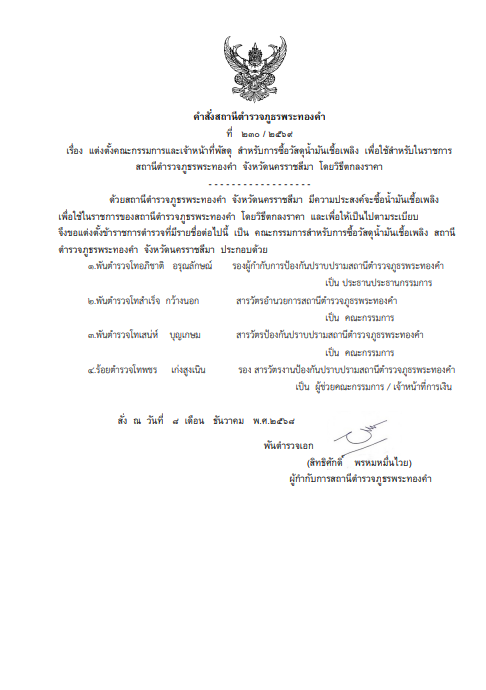 คำสั่งสถานีตำรวจภูธรพระทองคำ
ที่ ๒๓๐ / ๒๕๖๙
เรื่อง แต่งตั้งคณะกรรมการและเจ้าหน้าที่พัสดุ สำหรับการซื้อวัสดุน้ำมันเชื้อเพลิง เพื่อใช้สำหรับในราชการ
สถานีตำรวจภูธรพระทองคำ จังหวัดนครราชสีมา โดยวิธีตกลงราคา
- - - - - - - - - - - - - - - - - -
ด้วยสถานีตำรวจภูธรพระทองคำ จังหวัดนครราชสีมา มีความประสงค์จะซื้อน้ำมันเชื้อเพลิง
เพื่อใช้ในราชการของสถานีตำรวจภูธรพระทองคำ โดยวิธีตกลงราคา และเพื่อให้เป็นไปตามระเบียบ
จึงขอแต่งตั้งข้าราชการตำรวจที่มีรายชื่อต่อไปนี้ เป็น คณะกรรมการสำหรับการซื้อวัสดุน้ำมันเชื้อเพลิง สถานี
ตำรวจภูธรพระทองคำ จังหวัดนครราชสีมา ประกอบด้วย
๑.พันตำรวจโทอภิชาติ อรุณลักษณ์ รองผู้กำกับการป้องกันปราบปรามสถานีตำรวจภูธรพระทองคำ
เป็น ประธานประธานกรรมการ
๒.พันตำรวจโทสำเร็จ กว้างนอก สารวัตรอำนวยการสถานีตำรวจภูธรพระทองคำ
เป็น คณะกรรมการ
๓.พันตำรวจโทเสน่ห์ บุญเกษม สารวัตรป้องกันปราบปรามสถานีตำรวจภูธรพระทองคำ
เป็น คณะกรรมการ
๔.ร้อยตำรวจโทพชร เก่งสูงเนิน รอง สารวัตรงานป้องกันปราบปรามสถานีตำรวจภูธรพระทองคำ
เป็น ผู้ช่วยคณะกรรมการ / เจ้าหน้าที่การเงิน
สั่ง ณ วันที่ ๘ เดือน ธันวาคม พ.ศ.๒๕๖๘
พันตำรวจเอก
(สิทธิศักดิ์ พรหมหมื่นไวย)
ผู้กำกับการสถานีตำรวจภูธรพระทองคำ